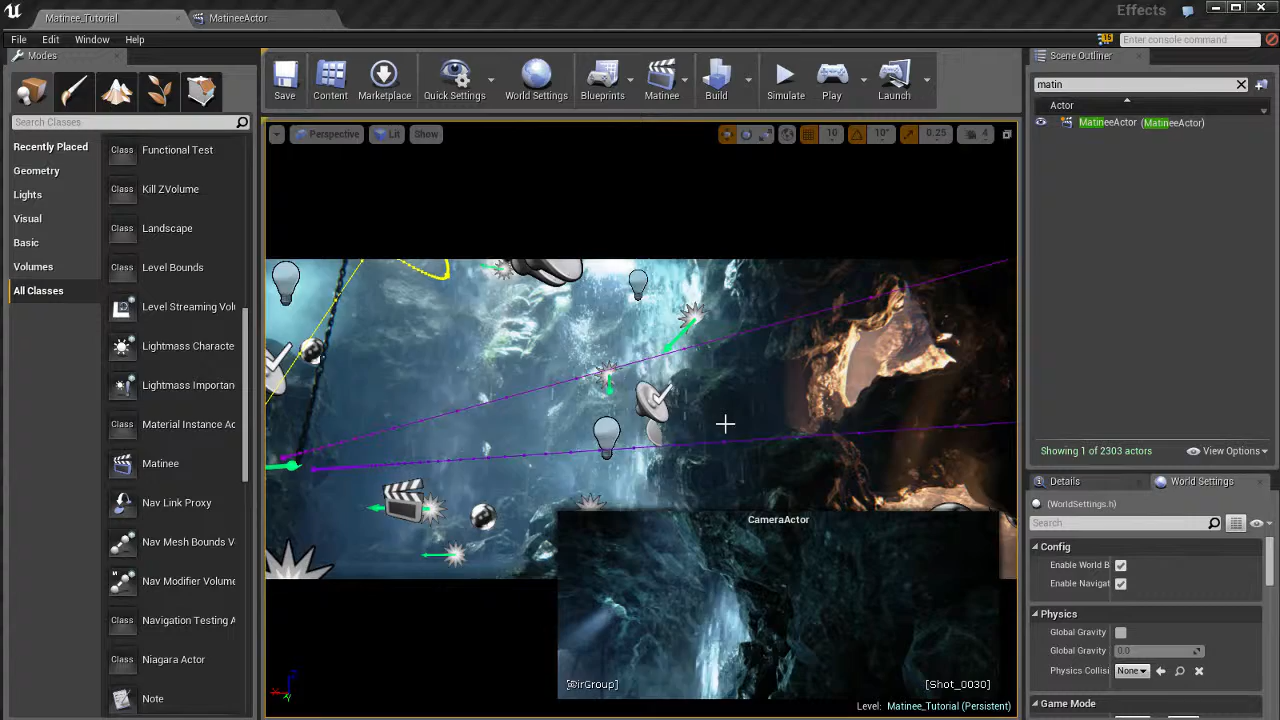 Matinee_Tutorial
MatineeActor
Effects
File Edit Window Help
Enter console command
Modes
Save
Content
Marketplace
Quick Settings
World Settings
Blueprints
Matinee
Build
Simulate
Play
Launch
Search Classes
Recently Placed
Geometry
Lights
Visual
Basic
Volumes
All Classes
Class Functional Test
Class Kill ZVolume
Class Landscape
Class Level Bounds
Level Streaming Volu
Lightmass Characte
Lightmass Importan
Class Material Instance Ac
Matinee
Nav Link Proxy
Nav Mesh Bounds V
Nav Modifier Volume
Class Navigation Testing A
Class Niagara Actor
Note
Perspective
Lit
Show
10
10°
0.25
4
CameraActor
[DirGroup]
[Shot_0030]
Level: Matinee_Tutorial (Persistent)
Scene Outliner
matin
Actor
MatineeActor (MatineeActor)
Showing 1 of 2303 actors
View Options
Details
World Settings
(WorldSettings.h)
Search
Config
Enable World B
Enable Navigat
Physics
Global Gravity
Global Gravity 0.0
Physics Collisi None
Game Mode